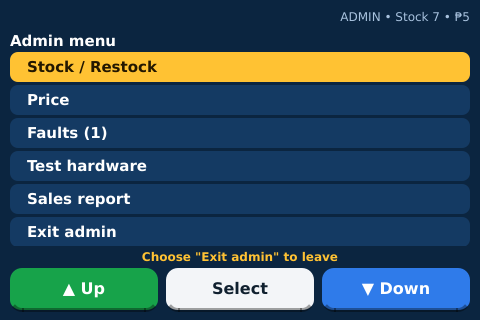 ADMIN • Stock 7 • ₱5
Admin menu
Stock / Restock
Price
Faults (1)
Test hardware
Sales report
Exit admin
Choose "Exit admin" to leave
▲ Up
Select
▼ Down